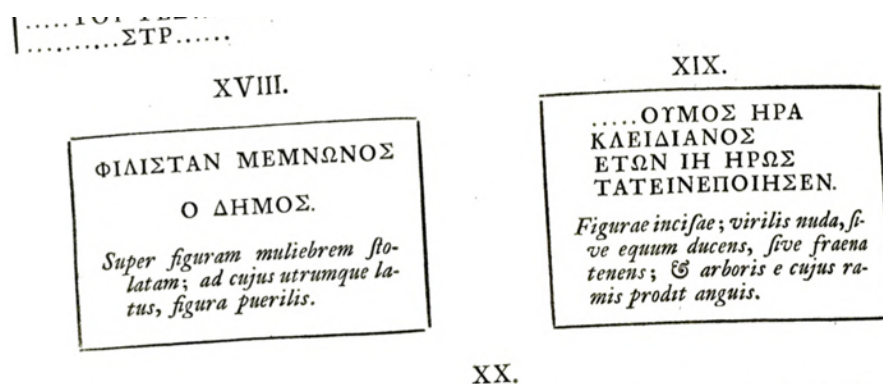 ..........ΣΤΡ......
XVIII.
ΦΙΛΙΣΤΑΝ ΜΕΜΝΩΝΟΣ
Ο ΔΗΜΟΣ.
Super figuram muliebrem ſto-
latam; ad cujus utrumque la-
tus, figura puerilis.
XIX.
.....ΟΥΜΟΣ ΗΡΑ
ΚΛΕΙΔΙΑΝΟΣ
ΕΤΩΝ ΙΗ ΗΡΩΣ
ΤΑΤΕΙΝΕΠΟΙΗΣΕΝ.
Figurae inciſae; virilis nuda, ſi-
ve equum ducens, ſive fraena
tenens; & arboris e cujus ra-
mis prodit anguis.
XX.